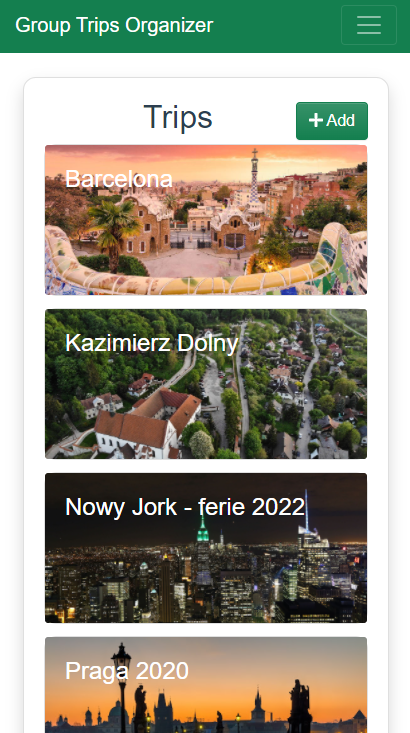 Group Trips Organizer
Trips
Add
Barcelona
Kazimierz Dolny
Nowy Jork - ferie 2022
Praga 2020